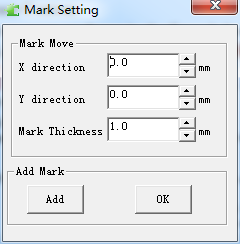 Mark Setting
Mark Move
X direction 0.0 mm
Y direction 0.0 mm
Mark Thickness 1.0 mm
Add Mark
Add OK